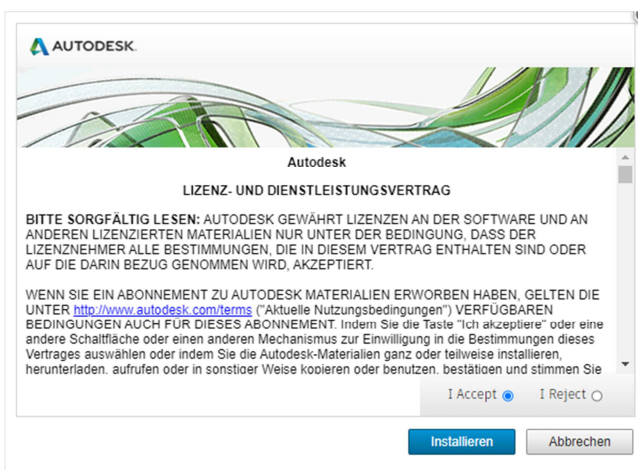 AUTODESK.
Autodesk
LIZENZ- UND DIENSTLEISTUNGSVERTRAG
BITTE SORGFÄLTIG LESEN: AUTODESK GEWÄHRT LIZENZEN AN DER SOFTWARE UND AN
ANDEREN LIZENZIERTEN MATERIALIEN NUR UNTER DER BEDINGUNG, DASS DER
LIZENZNEHMER ALLE BESTIMMUNGEN, DIE IN DIESEM VERTRAG ENTHALTEN SIND ODER
AUF DIE DARIN BEZUG GENOMMEN WIRD, AKZEPTIERT.
WENN SIE EIN ABONNEMENT ZU AUTODESK MATERIALIEN ERWORBEN HABEN, GELTEN DIE
UNTER http://www.autodesk.com/terms ("Aktuelle Nutzungsbedingungen") VERFÜGBAREN
BEDINGUNGEN AUCH FÜR DIESES ABONNEMENT. Indem Sie die Taste "Ich akzeptiere" oder eine
andere Schaltfläche oder einen anderen Mechanismus zur Einwilligung in die Bestimmungen dieses
Vertrages auswählen oder indem Sie die Autodesk-Materialien ganz oder teilweise installieren,
herunterladen, aufrufen oder in sonstiger Weise kopieren oder benutzen, bestätigen und stimmen Sie
I Accept I Reject
Installieren Abbrechen